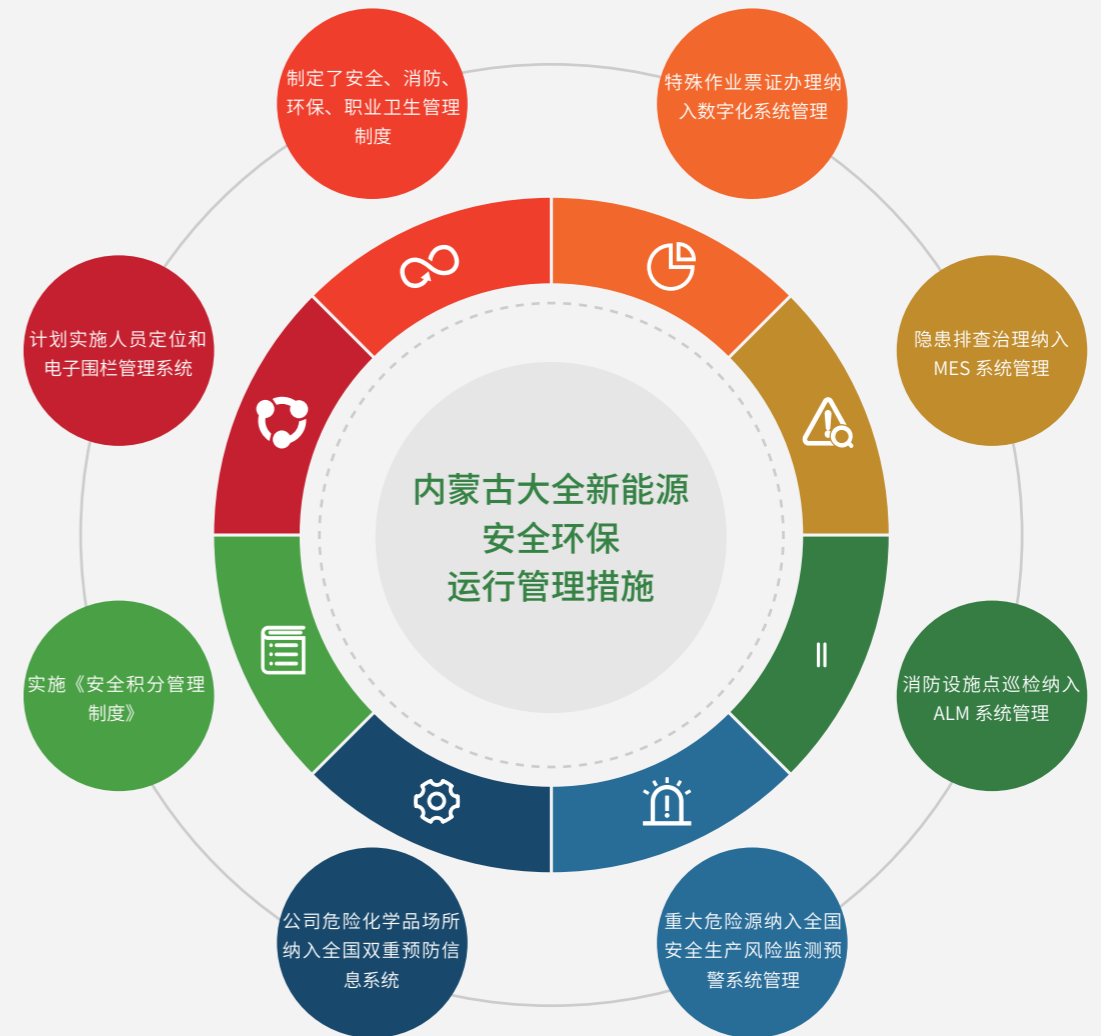 制定了安全、消防、
环保、职业卫生管理
制度
特殊作业票证办理纳
入数字化系统管理
计划实施人员定位和
电子围栏管理系统
隐患排查治理纳入
MES 系统管理
内蒙古大全新能源
安全环保
运行管理措施
实施《安全积分管理
制度》
消防设施点巡检纳入
ALM 系统管理
公司危险化学品场所
纳入全国双重预防信
息系统
重大危险源纳入全国
安全生产风险监测预
警系统管理